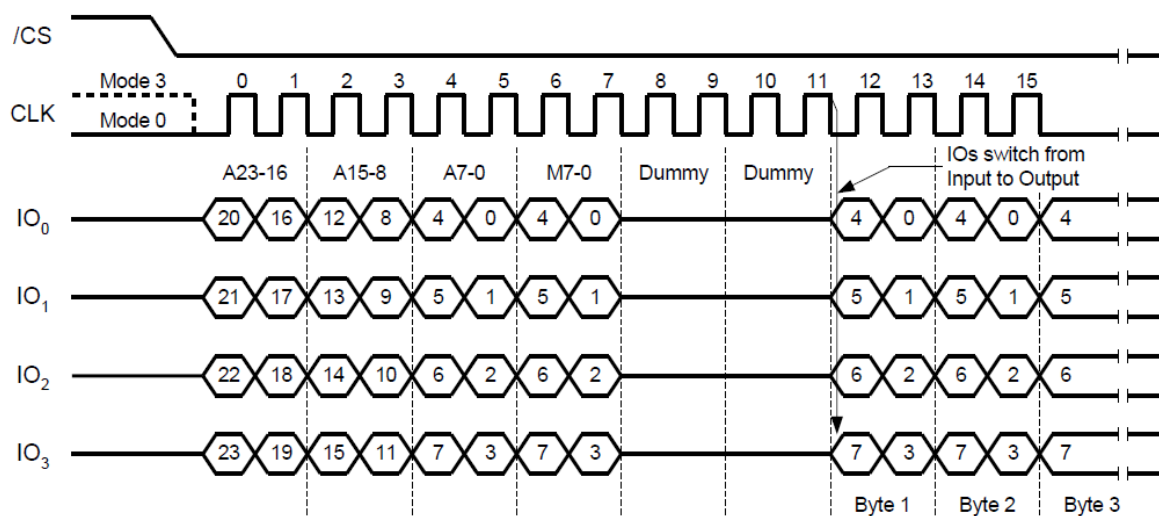 /CS
Mode 3 0 1 2 3 4 5 6 7 8 9 10 11 12 13 14 15
CLK
Mode 0
IOs switch from
A23-16 A15-8 A7-0 M7-0 Dummy Dummy Input to Output
IO0 20 16 12 8 4 0 4 0 4 0 4 0 4
IO1 21 17 13 9 5 1 5 1 5 1 5 1 5
IO2 22 18 14 10 6 2 6 2 6 2 6 2 6
IO3 23 19 15 11 7 3 7 3 7 3 7 3 7
Byte 1 Byte 2 Byte 3